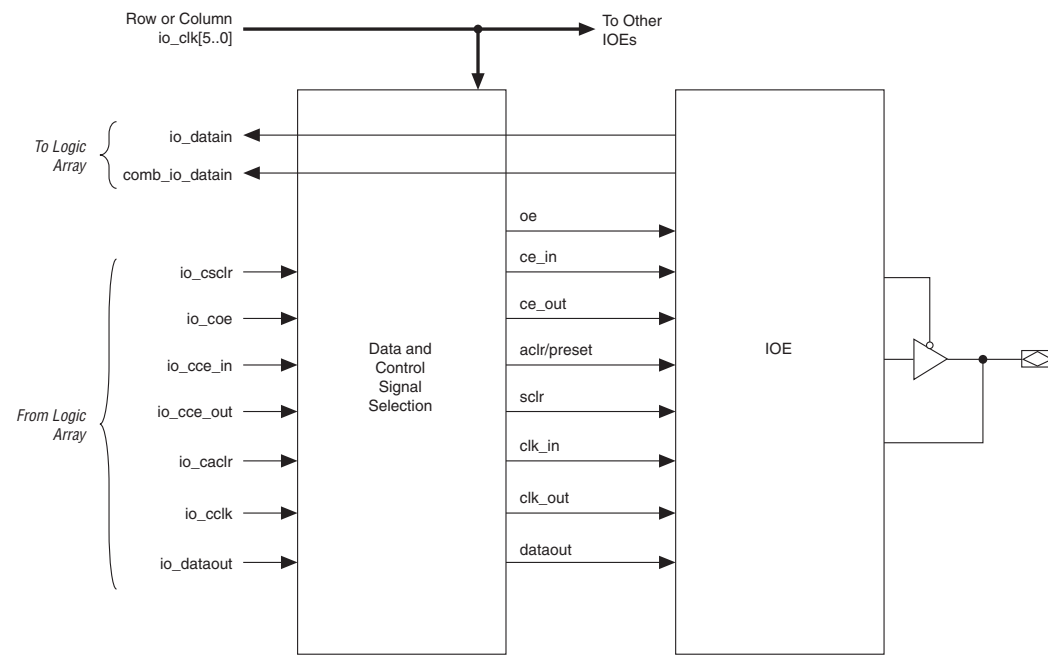 Row or Column
io_clk[5..0]
To Other
IOEs
To Logic
Array
io_datain
comb_io_datain
oe
ce_in
ce_out
aclr/preset
sclr
clk_in
clk_out
dataout
From Logic
Array
io_csclr
io_coe
io_cce_in
io_cce_out
io_caclr
io_cclk
io_dataout
Data and
Control
Signal
Selection
IOE